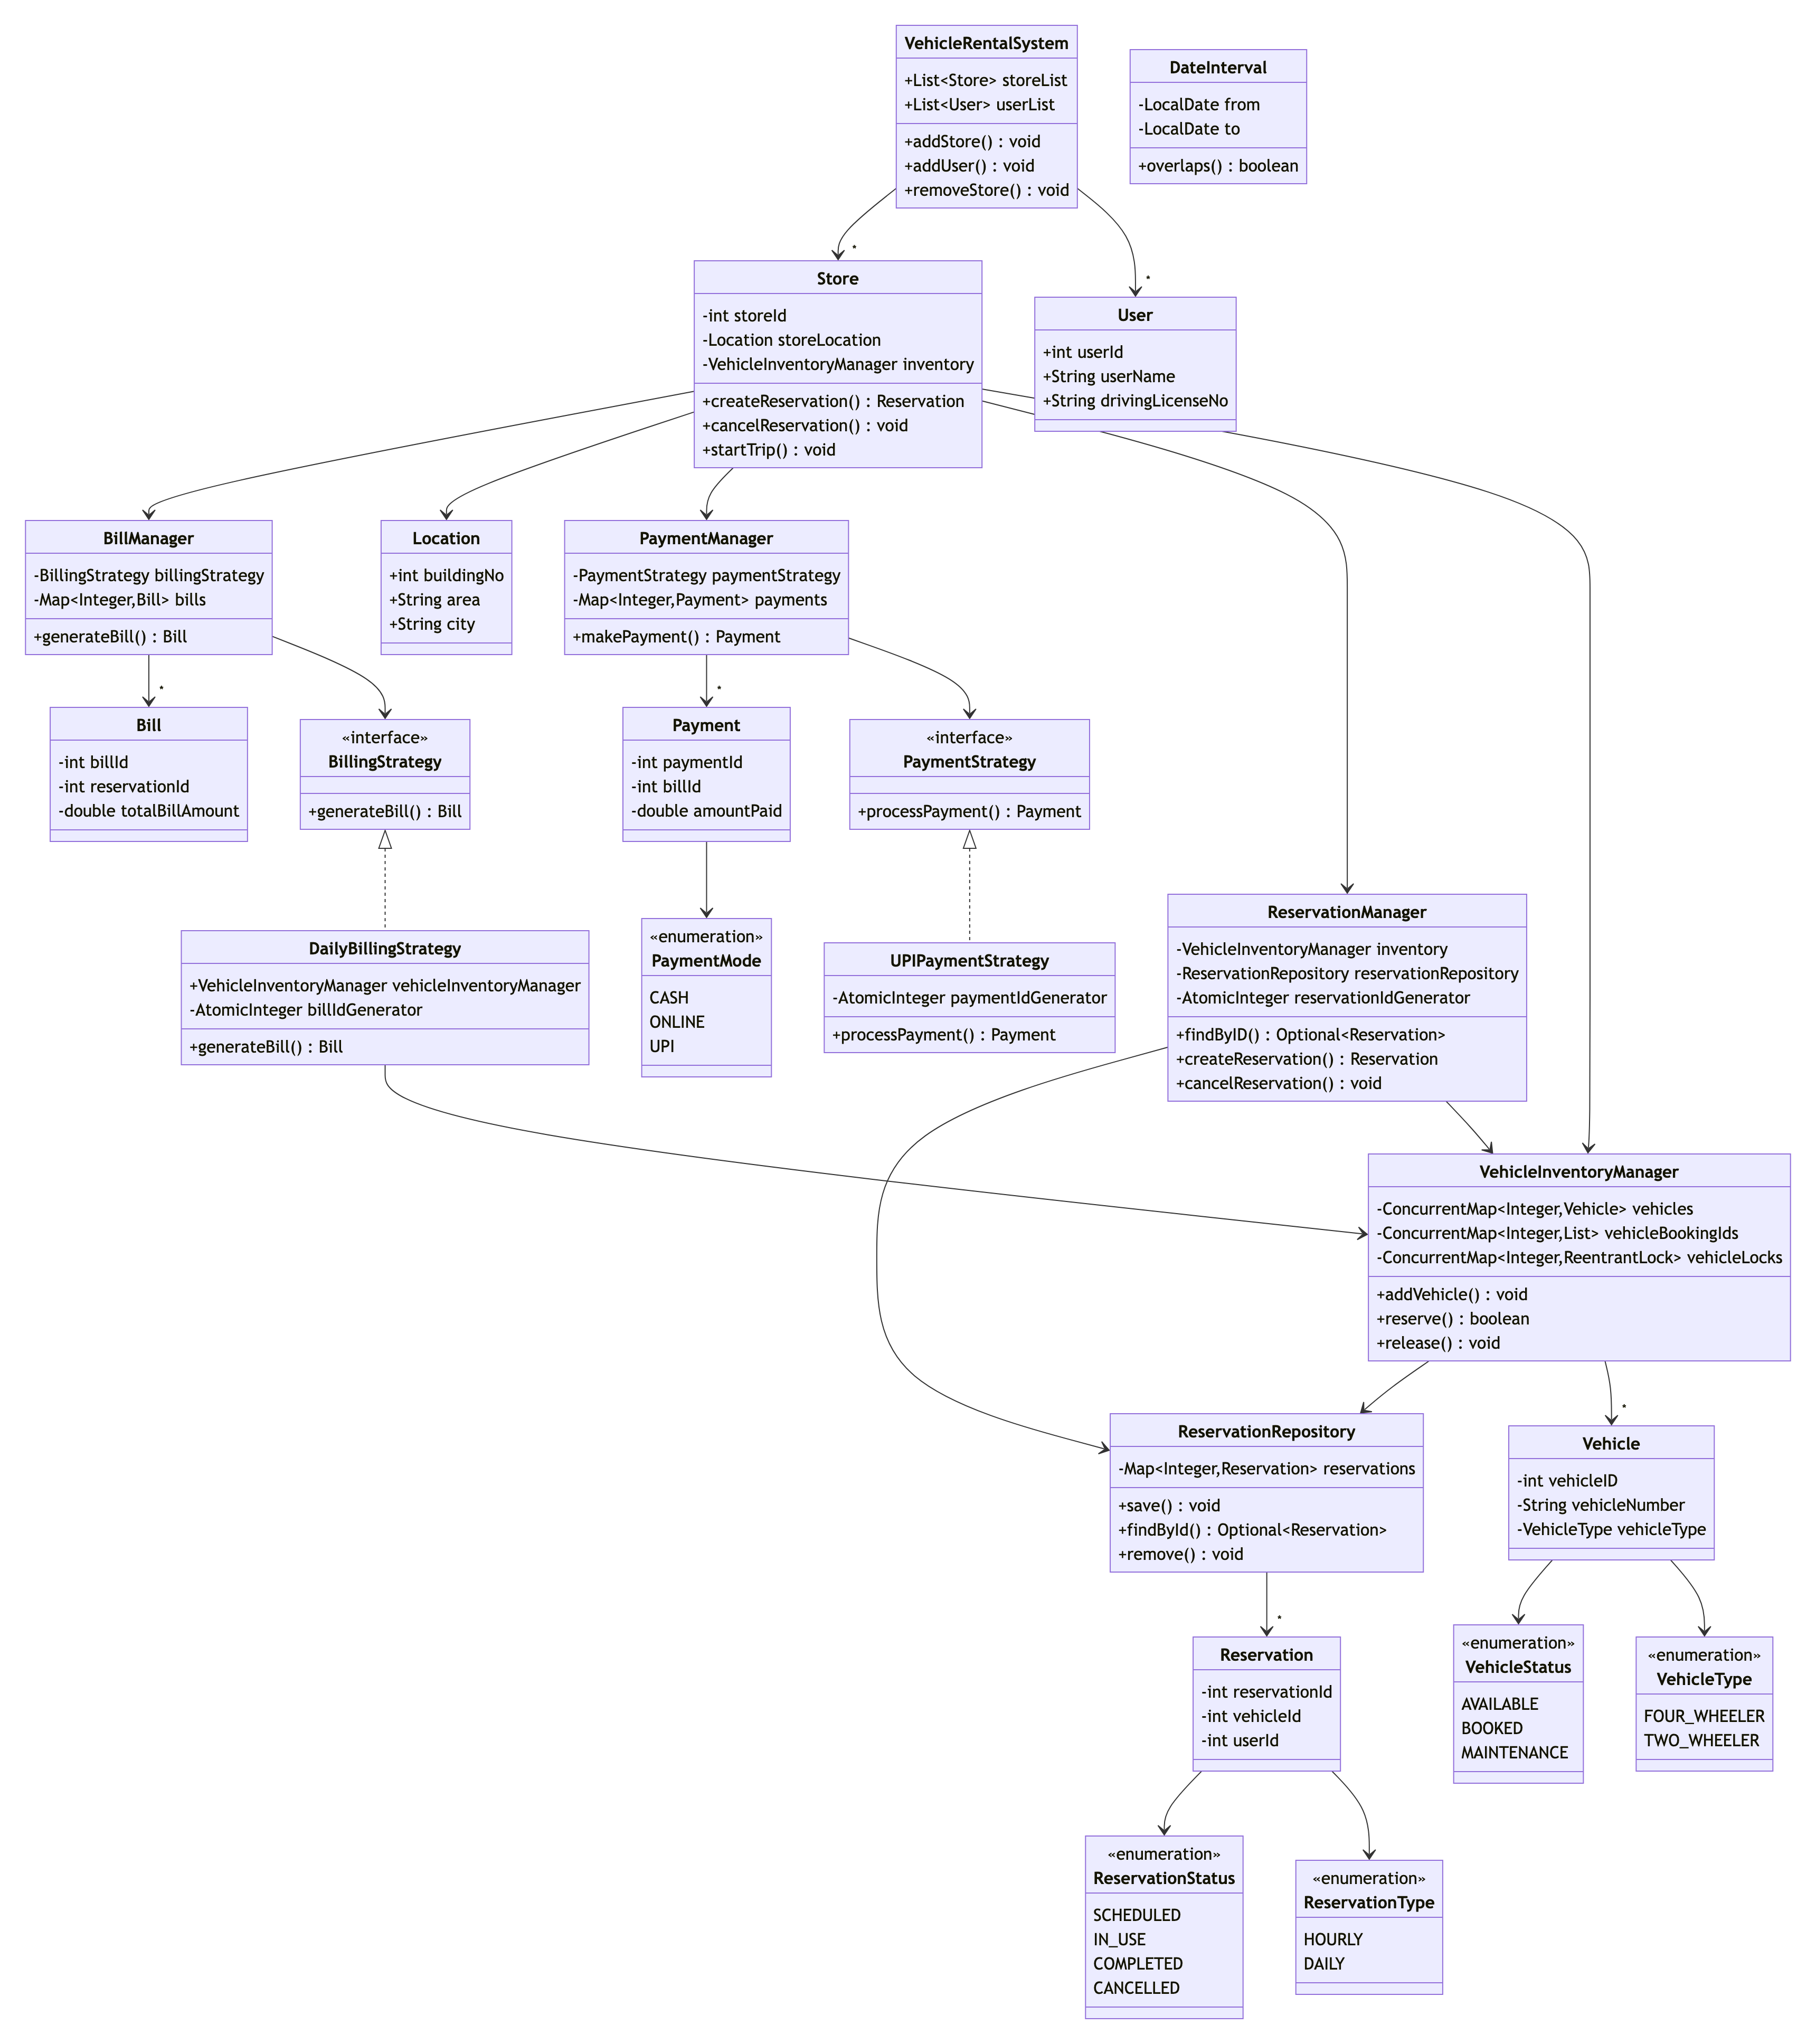 VehicleRentalSystem
+List<Store> storeList
+List<User> userList
+addStore() : void
+addUser() : void
+removeStore() : void
DateInterval
-LocalDate from
-LocalDate to
+overlaps() : boolean
*
*
Store
-int storeId
-Location storeLocation
-VehicleInventoryManager inventory
+createReservation() : Reservation
+cancelReservation() : void
+startTrip() : void
User
+int userId
+String userName
+String drivingLicenseNo
BillManager
-BillingStrategy billingStrategy
-Map<Integer,Bill> bills
+generateBill() : Bill
Location
+int buildingNo
+String area
+String city
PaymentManager
-PaymentStrategy paymentStrategy
-Map<Integer,Payment> payments
+makePayment() : Payment
*
*
Bill
-int billId
-int reservationId
-double totalBillAmount
«interface»
BillingStrategy
+generateBill() : Bill
Payment
-int paymentId
-int billId
-double amountPaid
«interface»
PaymentStrategy
+processPayment() : Payment
DailyBillingStrategy
+VehicleInventoryManager vehicleInventoryManager
-AtomicInteger billIdGenerator
+generateBill() : Bill
«enumeration»
PaymentMode
CASH
ONLINE
UPI
UPIPaymentStrategy
-AtomicInteger paymentIdGenerator
+processPayment() : Payment
ReservationManager
-VehicleInventoryManager inventory
-ReservationRepository reservationRepository
-AtomicInteger reservationIdGenerator
+findByID() : Optional<Reservation>
+createReservation() : Reservation
+cancelReservation() : void
VehicleInventoryManager
-ConcurrentMap<Integer,Vehicle> vehicles
-ConcurrentMap<Integer,List> vehicleBookingIds
-ConcurrentMap<Integer,ReentrantLock> vehicleLocks
+addVehicle() : void
+reserve() : boolean
+release() : void
*
ReservationRepository
-Map<Integer,Reservation> reservations
+save() : void
+findById() : Optional<Reservation>
+remove() : void
Vehicle
-int vehicleID
-String vehicleNumber
-VehicleType vehicleType
*
Reservation
-int reservationId
-int vehicleId
-int userId
«enumeration»
VehicleStatus
AVAILABLE
BOOKED
MAINTENANCE
«enumeration»
VehicleType
FOUR_WHEELER
TWO_WHEELER
«enumeration»
ReservationStatus
SCHEDULED
IN_USE
COMPLETED
CANCELLED
«enumeration»
ReservationType
HOURLY
DAILY